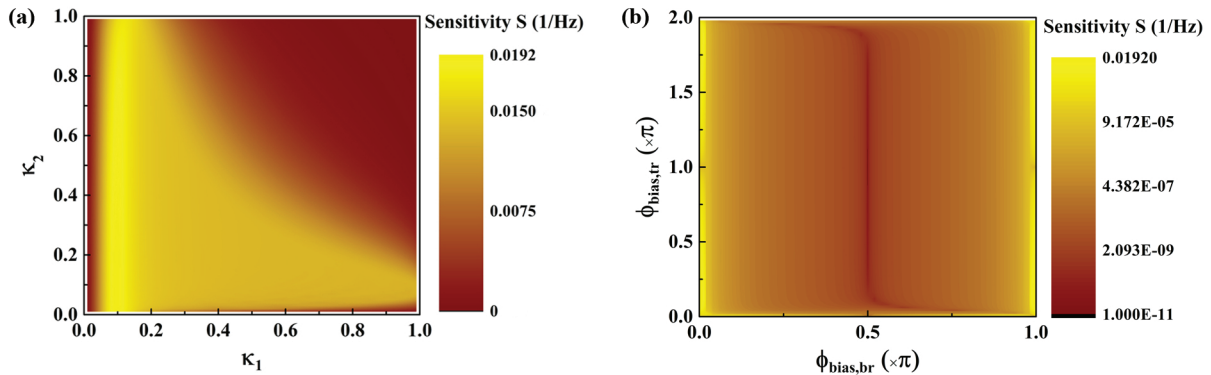 (a)
Sensitivity S (1/Hz)
1.0
0.8
0.6
0.4
0.2
0.0
κ2
0.0 0.2 0.4 0.6 0.8 1.0
κ1
0.0192
0.0150
0.0075
0
(b)
Sensitivity S (1/Hz)
2.0
1.5
1.0
0.5
0.0
ϕbias,tr (×π)
0.0 0.5 1.0
ϕbias,br (×π)
0.01920
9.172E-05
4.382E-07
2.093E-09
1.000E-11